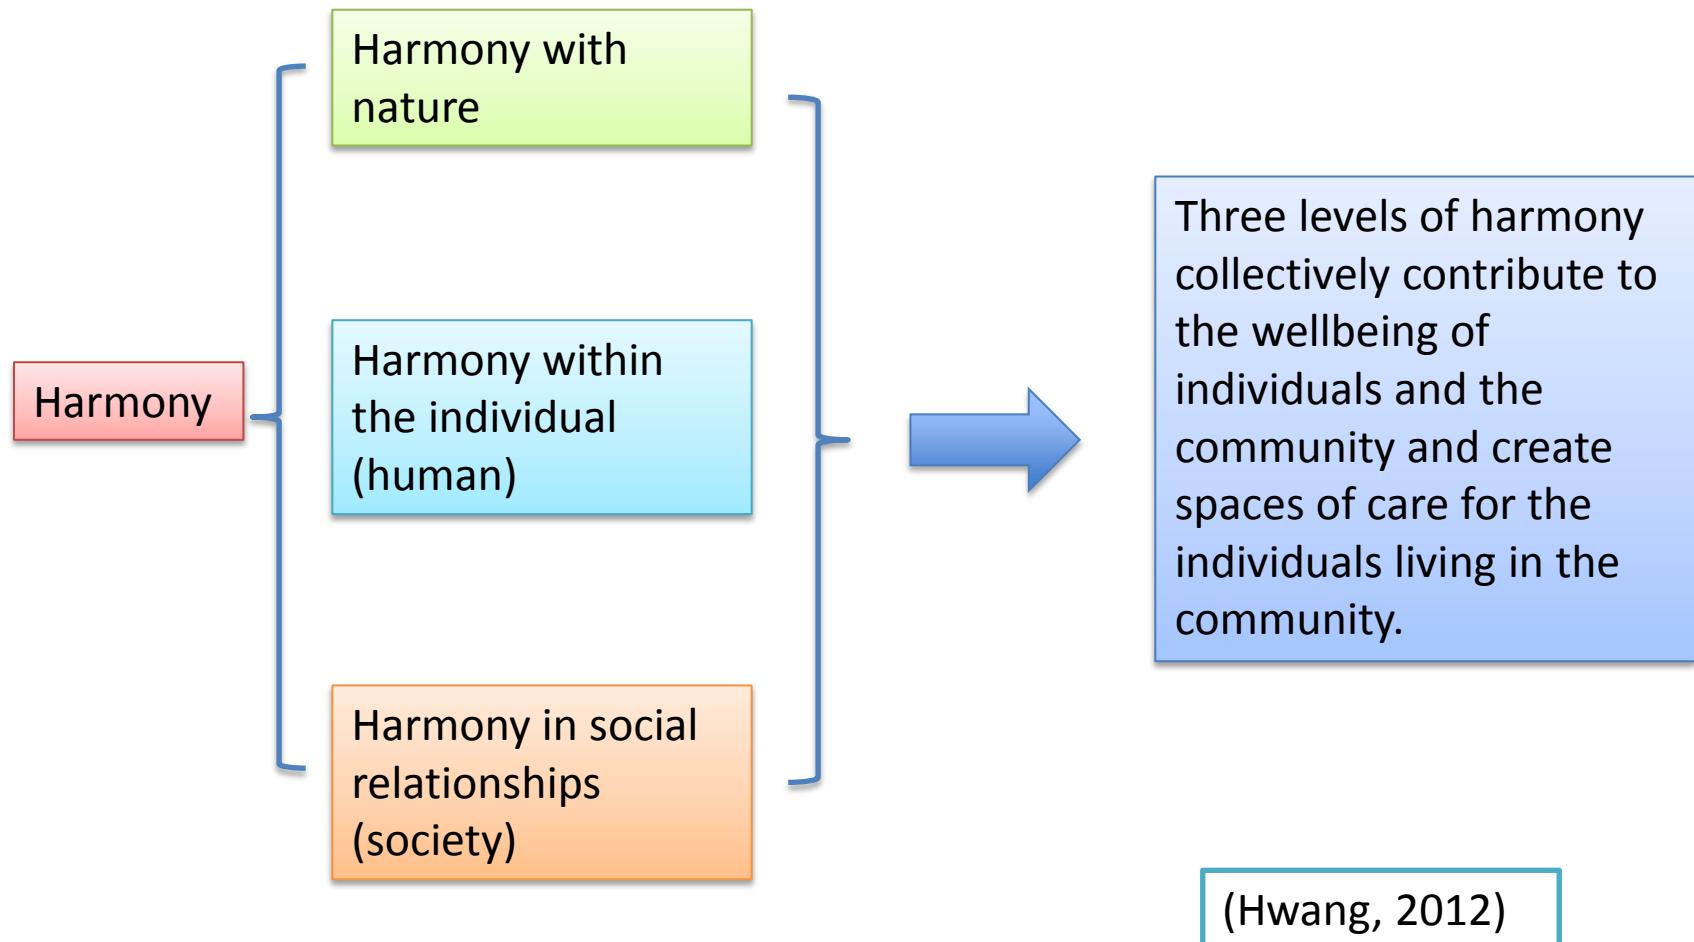 Harmony
Harmony with
nature
Harmony within
the individual
(human)
Harmony in social
relationships
(society)
Three levels of harmony
collectively contribute to
the wellbeing of
individuals and the
community and create
spaces of care for the
individuals living in the
community.
(Hwang, 2012)